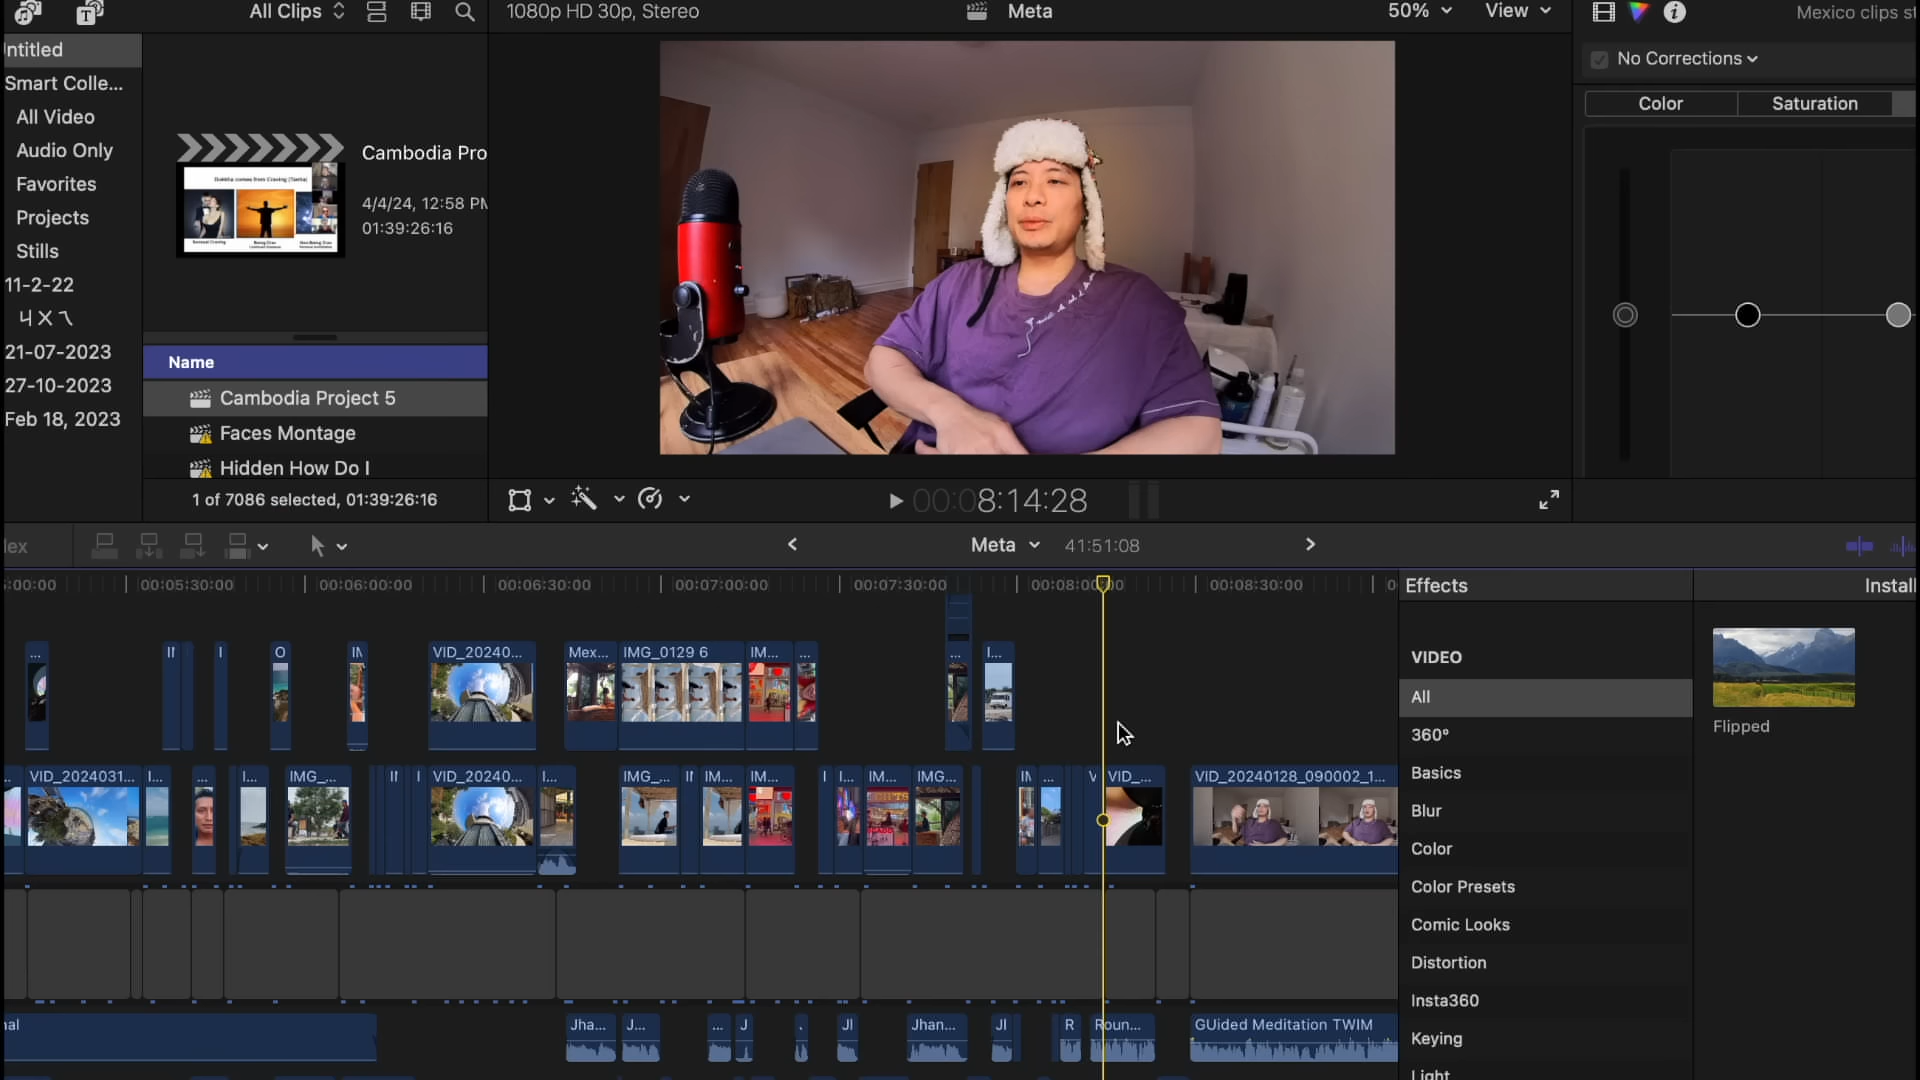 All Clips
1080p HD 30p, Stereo
Meta
50%
View
Mexico clips st
ntitled
Smart Colle...
All Video
Audio Only
Favorites
Projects
Stills
11-2-22
ㄐㄨㄟ
21-07-2023
27-10-2023
Feb 18, 2023
Cambodia Pro
4/4/24, 12:58 PM
01:39:26:16
Name
Cambodia Project 5
Faces Montage
Hidden How Do I
1 of 7086 selected, 01:39:26:16
No Corrections
Color
Saturation
00:08:14:28
lex
Meta
41:51:08
5:00:00
00:05:30:00
00:06:00:00
00:06:30:00
00:07:00:00
00:07:30:00
00:08:00:00
00:08:30:00
...
I
O
VID_20240...
Mex...
IMG_0129 6
IM...
...
...
I...
VID_2024031...
I...
...
I...
IMG_...
I
VID_20240...
I...
IMG_...
IM...
IM...
I
I...
IM...
IMG...
...
V
VID_...
VID_20240128_090002_1...
nal
Jha...
J...
...
J
Jhan...
R
Roun...
GUided Meditation TWIM
Effects
Install
VIDEO
All
360°
Basics
Blur
Color
Color Presets
Comic Looks
Distortion
Insta360
Keying
Light
Flipped